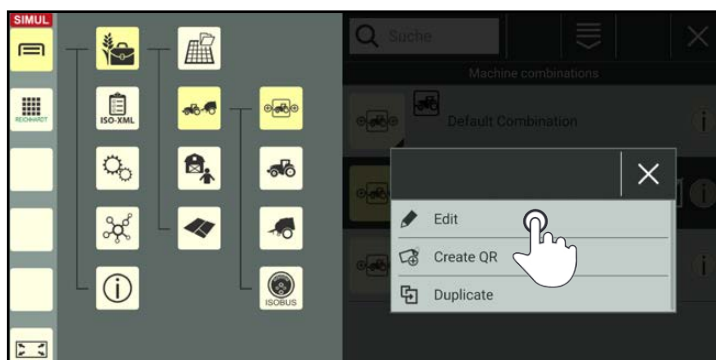 SIMUL
Suche
Machine combinations
REICHHARDT
ISO-XML
Default Combination
Edit
Create QR
Duplicate
ISOBUS